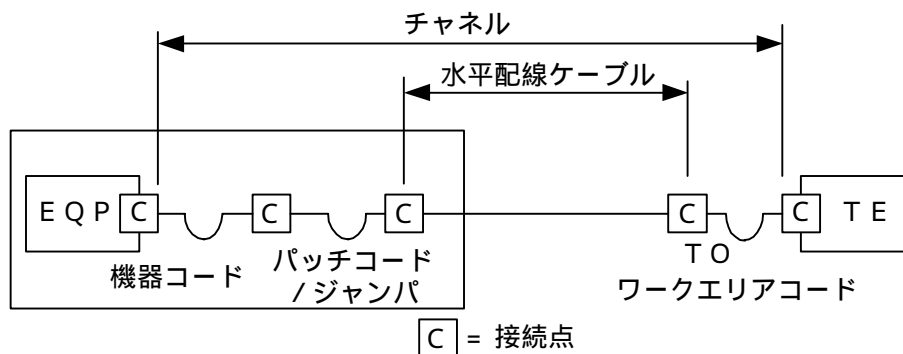 チャネル
水平配線ケーブル
EQP C C C C C TE
TO
機器コード
パッチコード
/ジャンパ
ワークエリアコード
C = 接続点